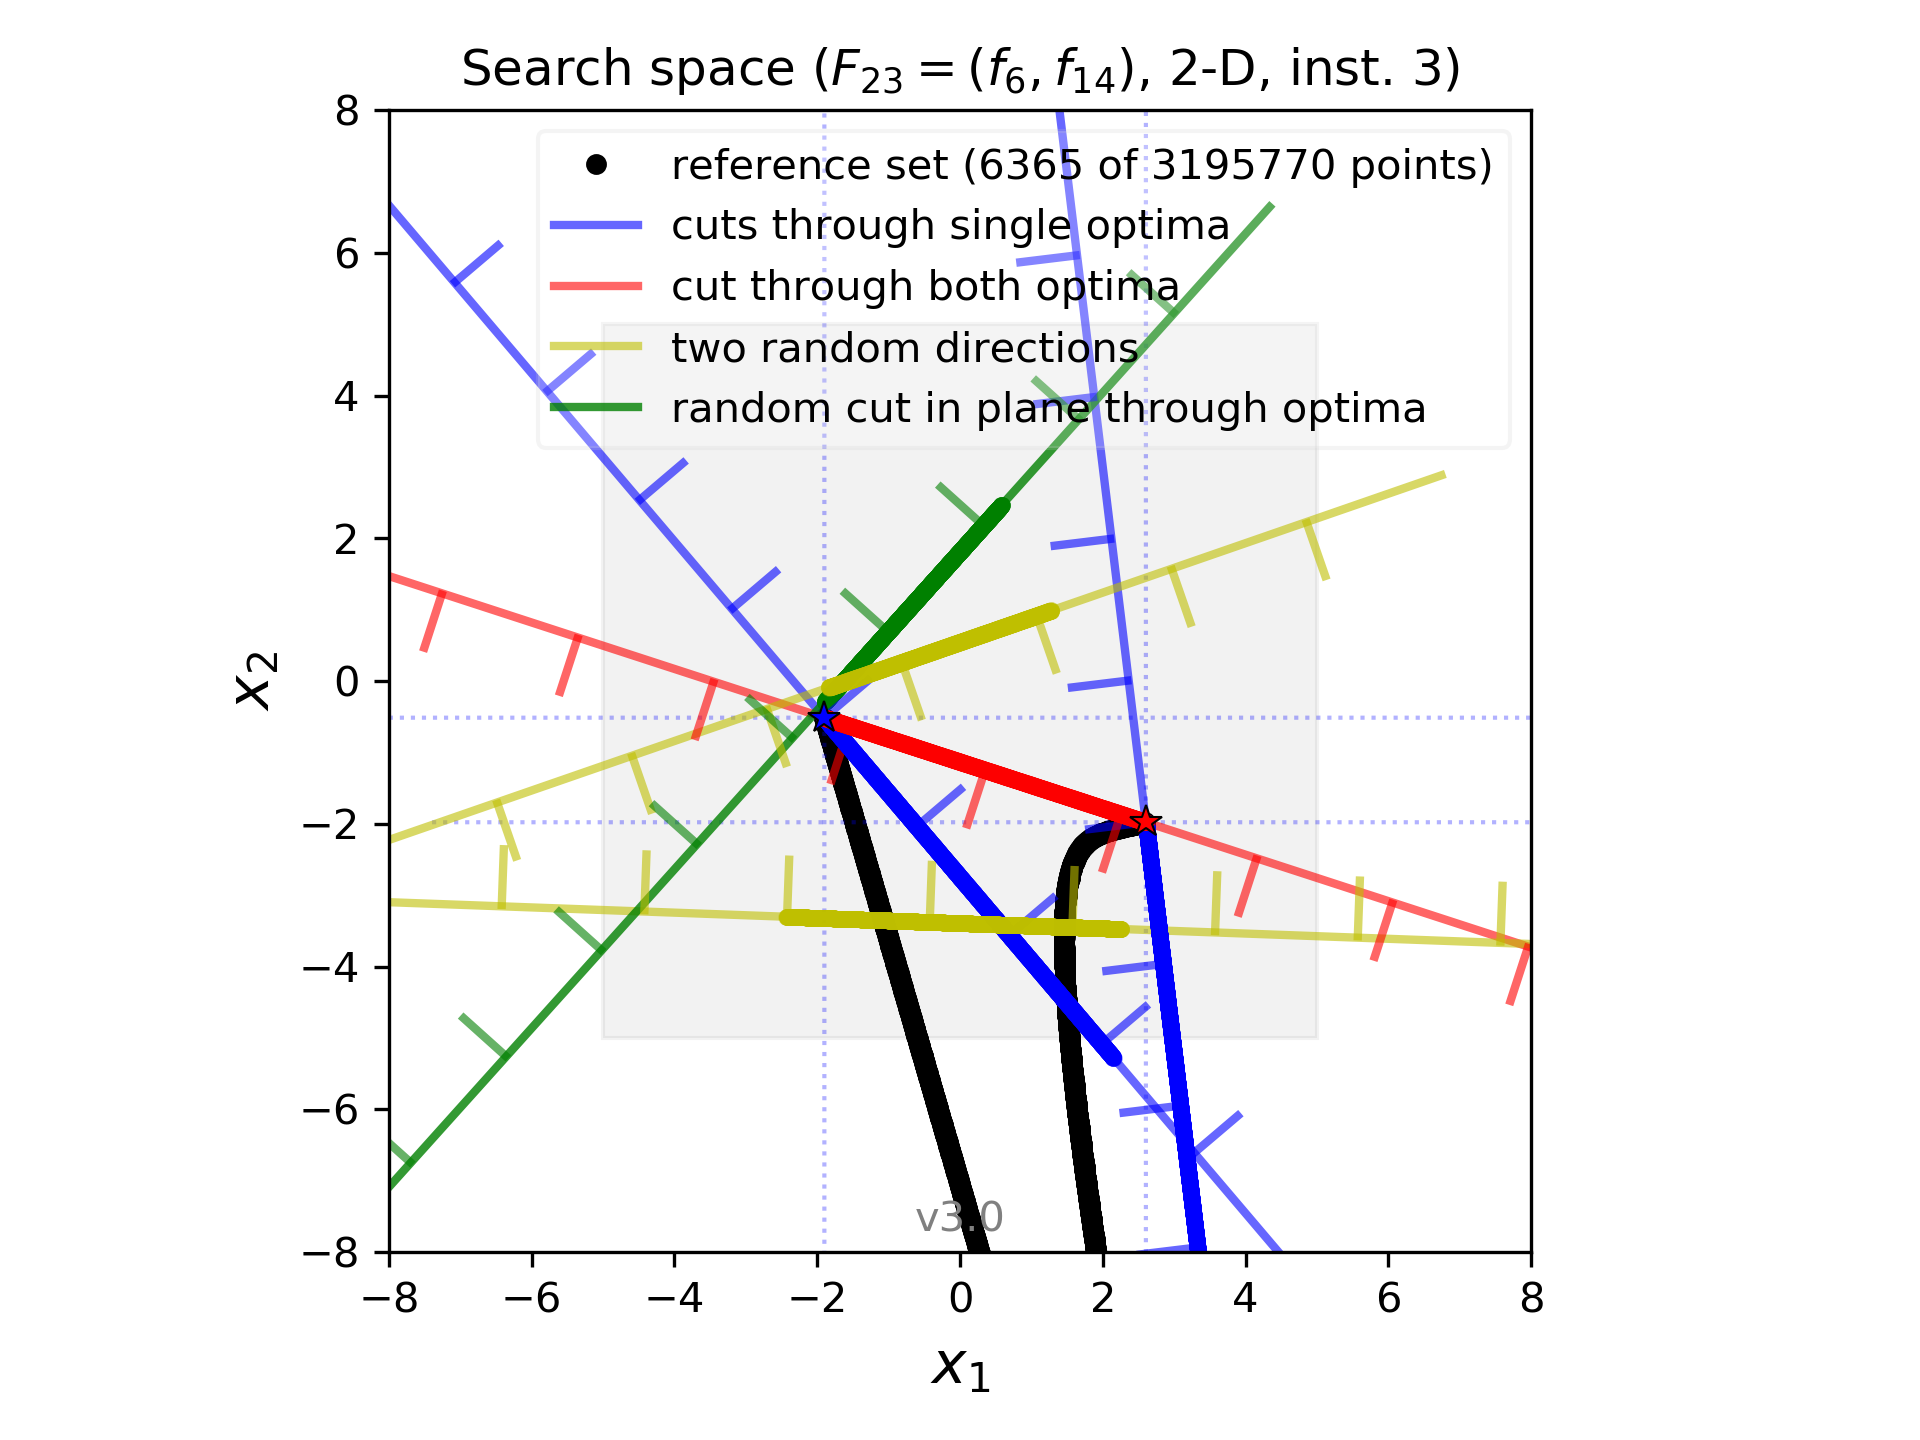 Search space (F₂₃ = (f₆, f₁₄), 2-D, inst. 3)
reference set (6365 of 3195770 points)
cuts through single optima
cut through both optima
two random directions
random cut in plane through optima
8
6
4
2
0
−2
−4
−6
−8
x₂
v3.0
−8 −6 −4 −2 0 2 4 6 8
x₁